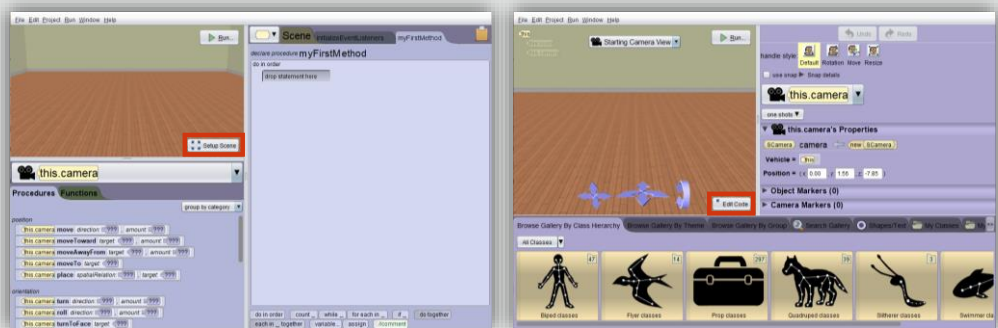 File Edit Project Run Window Help
Run...
Setup Scene
this.camera
Procedures Functions
group by category
position
this.camera move direction: ??? , amount: ???
this.camera moveToward target: ??? , amount: ???
this.camera moveAwayFrom target: ??? , amount: ???
this.camera moveTo target: ???
this.camera place spatialRelation: ??? , target: ???
orientation
this.camera turn direction: ??? , amount: ???
this.camera roll direction: ??? , amount: ???
this.camera turnToFace target: ???
Scene initializeEventListeners myFirstMethod
declare procedure myFirstMethod
do in order
drop statement here
do in order count _ while _ for each in _ if _ do together
each in _ together variable... assign //comment
File Edit Project Run Window Help
this
Starting Camera View
Run...
Undo Redo
handle style:
Default Rotation Move Resize
use snap Snap details
this.camera
one shots
this.camera's Properties
SCamera camera new SCamera
Vehicle = this
Position = (x: 0.00 y: 1.56 z: -7.85 )
Object Markers (0)
Camera Markers (0)
Edit Code
Browse Gallery By Class Hierarchy Browse Gallery By Theme Browse Gallery By Group Search Gallery Shapes/Text My Classes
All Classes
47 14 267 39 5
Biped classes Flyer classes Prop classes Quadruped classes Slitherer classes Swimmer cla